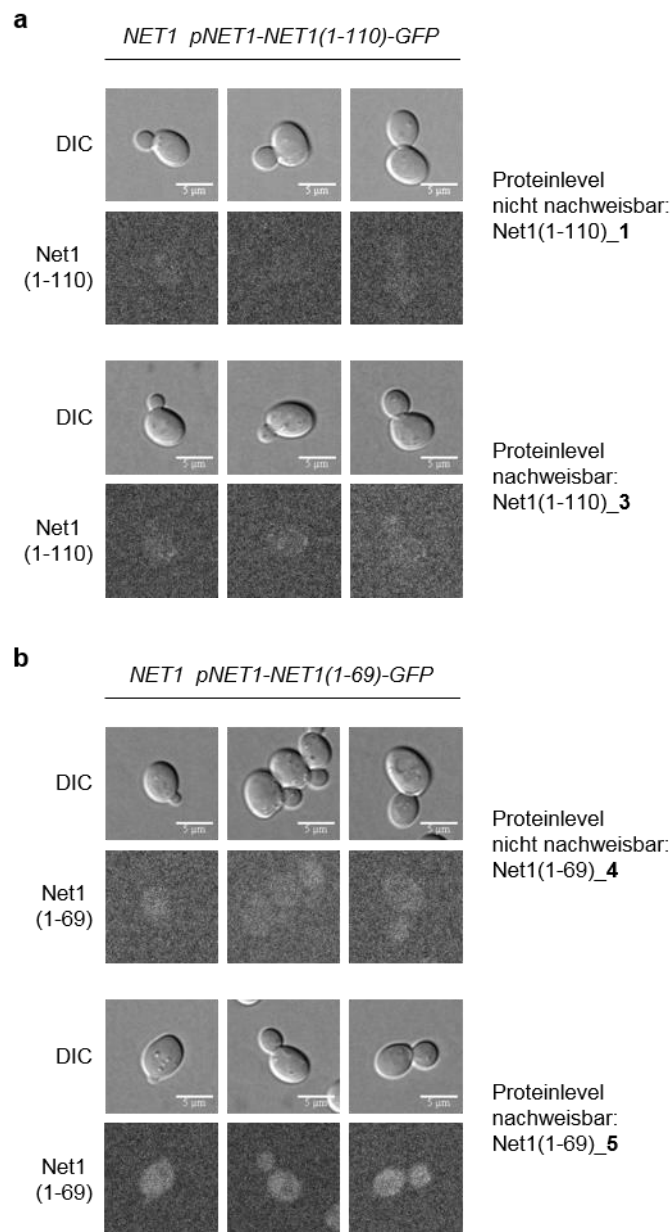 a
NET1 pNET1-NET1(1-110)-GFP
DIC
5 µm
5 µm
5 µm
Net1
(1-110)
Proteinlevel
nicht nachweisbar:
Net1(1-110)_1
DIC
5 µm
5 µm
5 µm
Net1
(1-110)
Proteinlevel
nachweisbar:
Net1(1-110)_3
b
NET1 pNET1-NET1(1-69)-GFP
DIC
5 µm
5 µm
5 µm
Net1
(1-69)
Proteinlevel
nicht nachweisbar:
Net1(1-69)_4
DIC
5 µm
5 µm
5 µm
Net1
(1-69)
Proteinlevel
nachweisbar:
Net1(1-69)_5